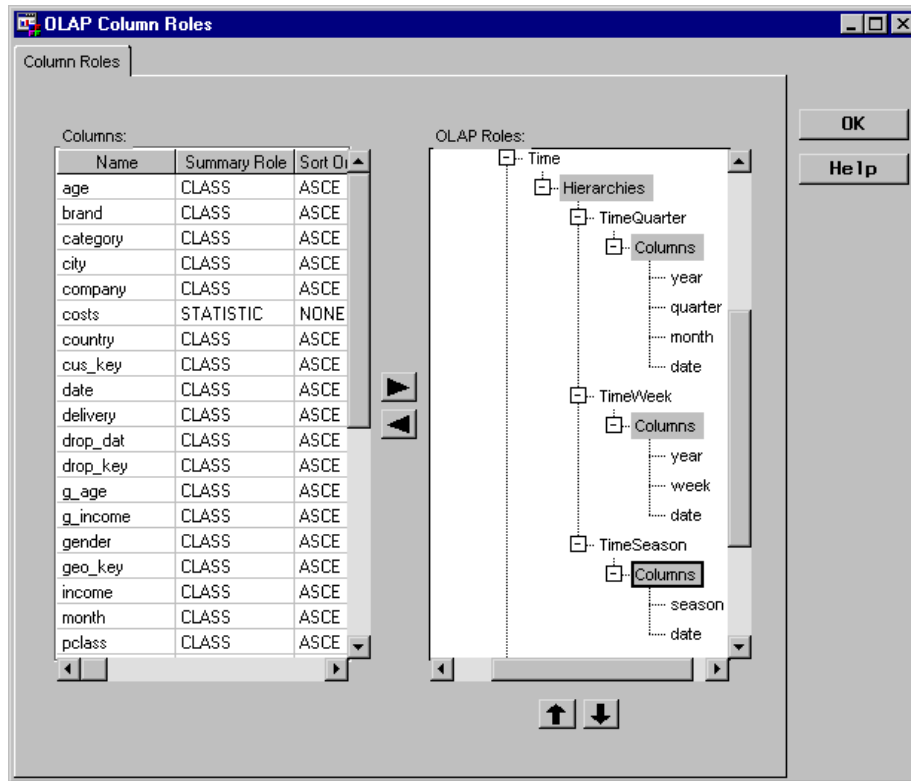 OLAP Column Roles
Column Roles
Columns:
Name Summary Role Sort Or
age CLASS ASCE
brand CLASS ASCE
category CLASS ASCE
city CLASS ASCE
company CLASS ASCE
costs STATISTIC NONE
country CLASS ASCE
cus_key CLASS ASCE
date CLASS ASCE
delivery CLASS ASCE
drop_dat CLASS ASCE
drop_key CLASS ASCE
g_age CLASS ASCE
g_income CLASS ASCE
gender CLASS ASCE
geo_key CLASS ASCE
income CLASS ASCE
month CLASS ASCE
pclass CLASS ASCE
OLAP Roles:
Time
Hierarchies
TimeQuarter
Columns
year
quarter
month
date
TimeWeek
Columns
year
week
date
TimeSeason
Columns
season
date
OK
Help